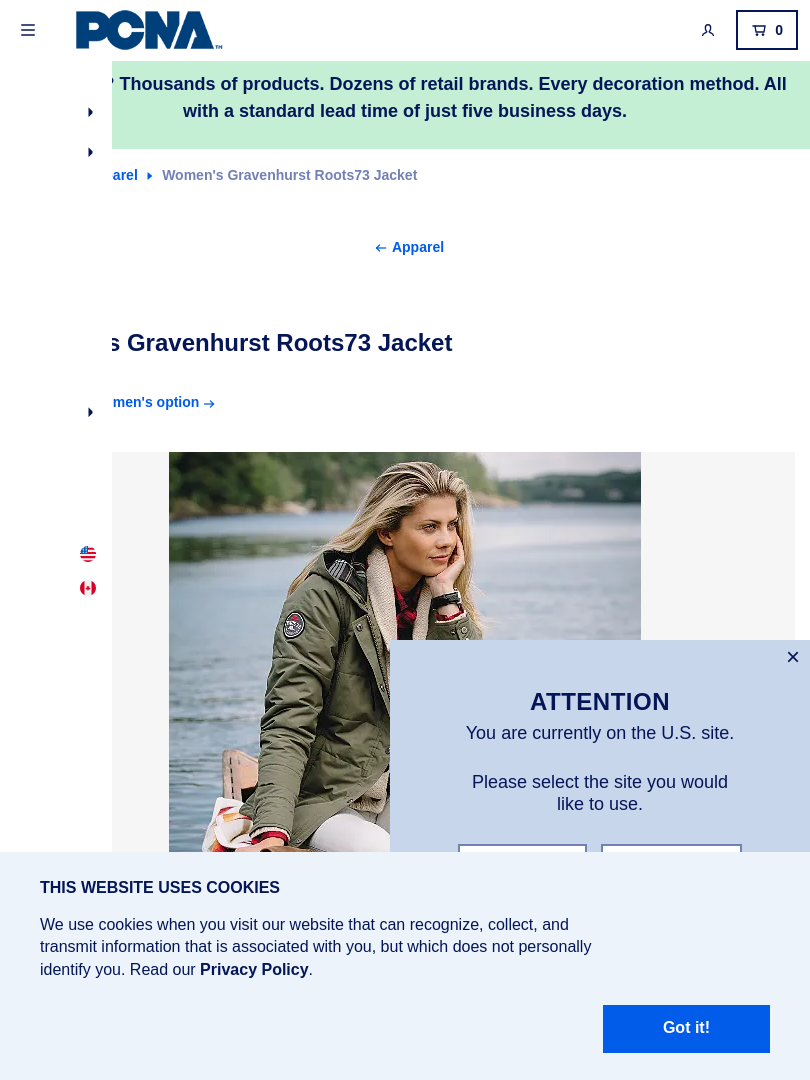 PCNA™
0
? Thousands of products. Dozens of retail brands. Every decoration method. All
with a standard lead time of just five business days.
arel Women's Gravenhurst Roots73 Jacket
← Apparel
s Gravenhurst Roots73 Jacket
men's option →
ATTENTION
You are currently on the U.S. site.
Please select the site you would
like to use.
THIS WEBSITE USES COOKIES
We use cookies when you visit our website that can recognize, collect, and
transmit information that is associated with you, but which does not personally
identify you. Read our Privacy Policy.
Got it!